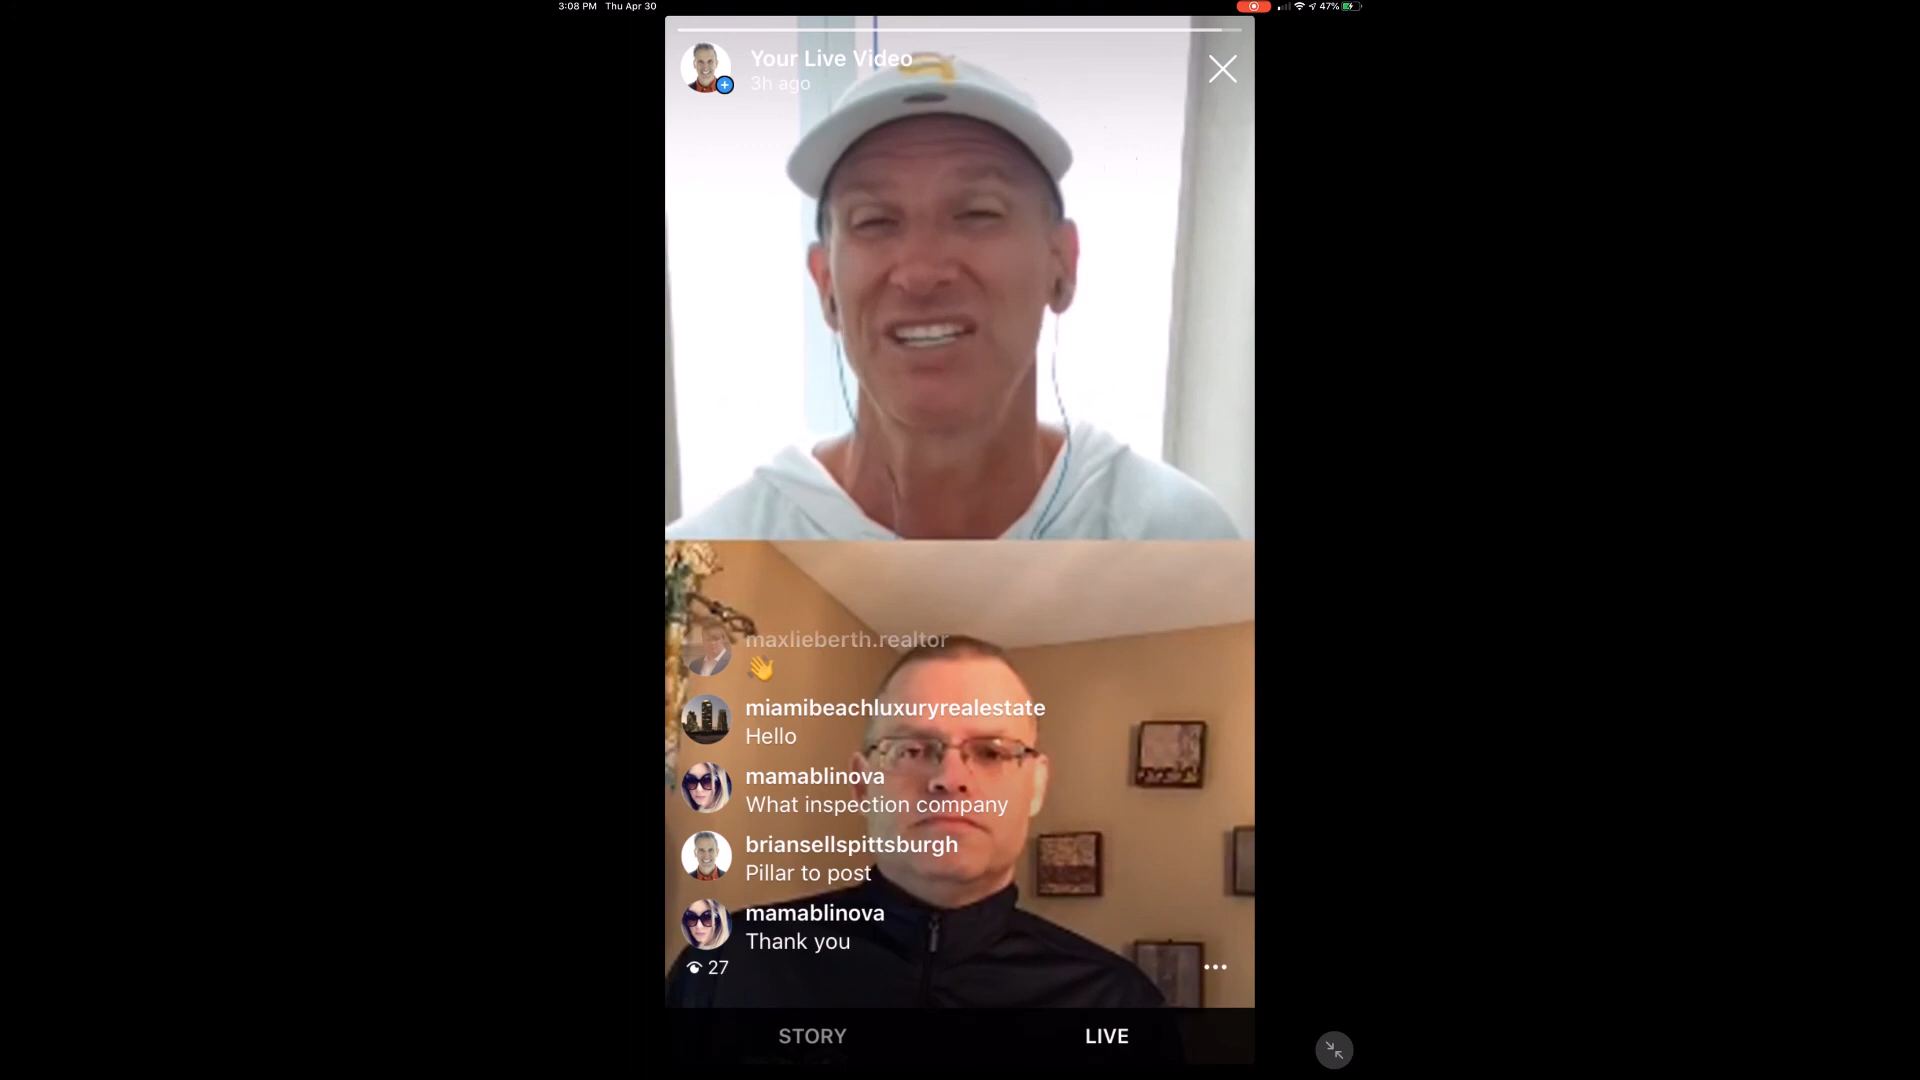 3:08 PM Thu Apr 30
47%
Your Live Video
3h ago
maxlieberth.realtor
miamibeachluxuryrealestate
Hello
mamablinova
What inspection company
briansellspittsburgh
Pillar to post
mamablinova
Thank you
27
STORY LIVE